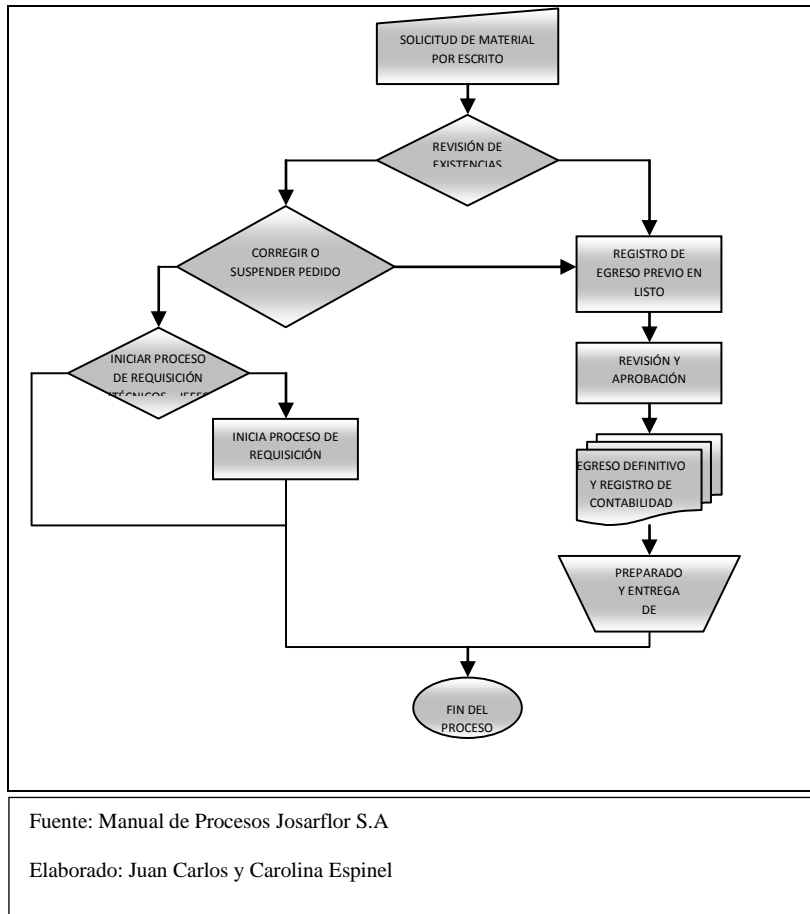 SOLICITUD DE MATERIAL
POR ESCRITO
REVISIÓN DE
EXISTENCIAS
CORREGIR O
SUSPENDER PEDIDO
REGISTRO DE
EGRESO PREVIO EN
LISTO
INICIAR PROCESO
DE REQUISICIÓN
REVISIÓN Y
APROBACIÓN
INICIA PROCESO DE
REQUISICIÓN
EGRESO DEFINITIVO
Y REGISTRO DE
CONTABILIDAD
PREPARADO
Y ENTREGA
DE
FIN DEL
PROCESO
Fuente: Manual de Procesos Josarflor S.A
Elaborado: Juan Carlos y Carolina Espinel